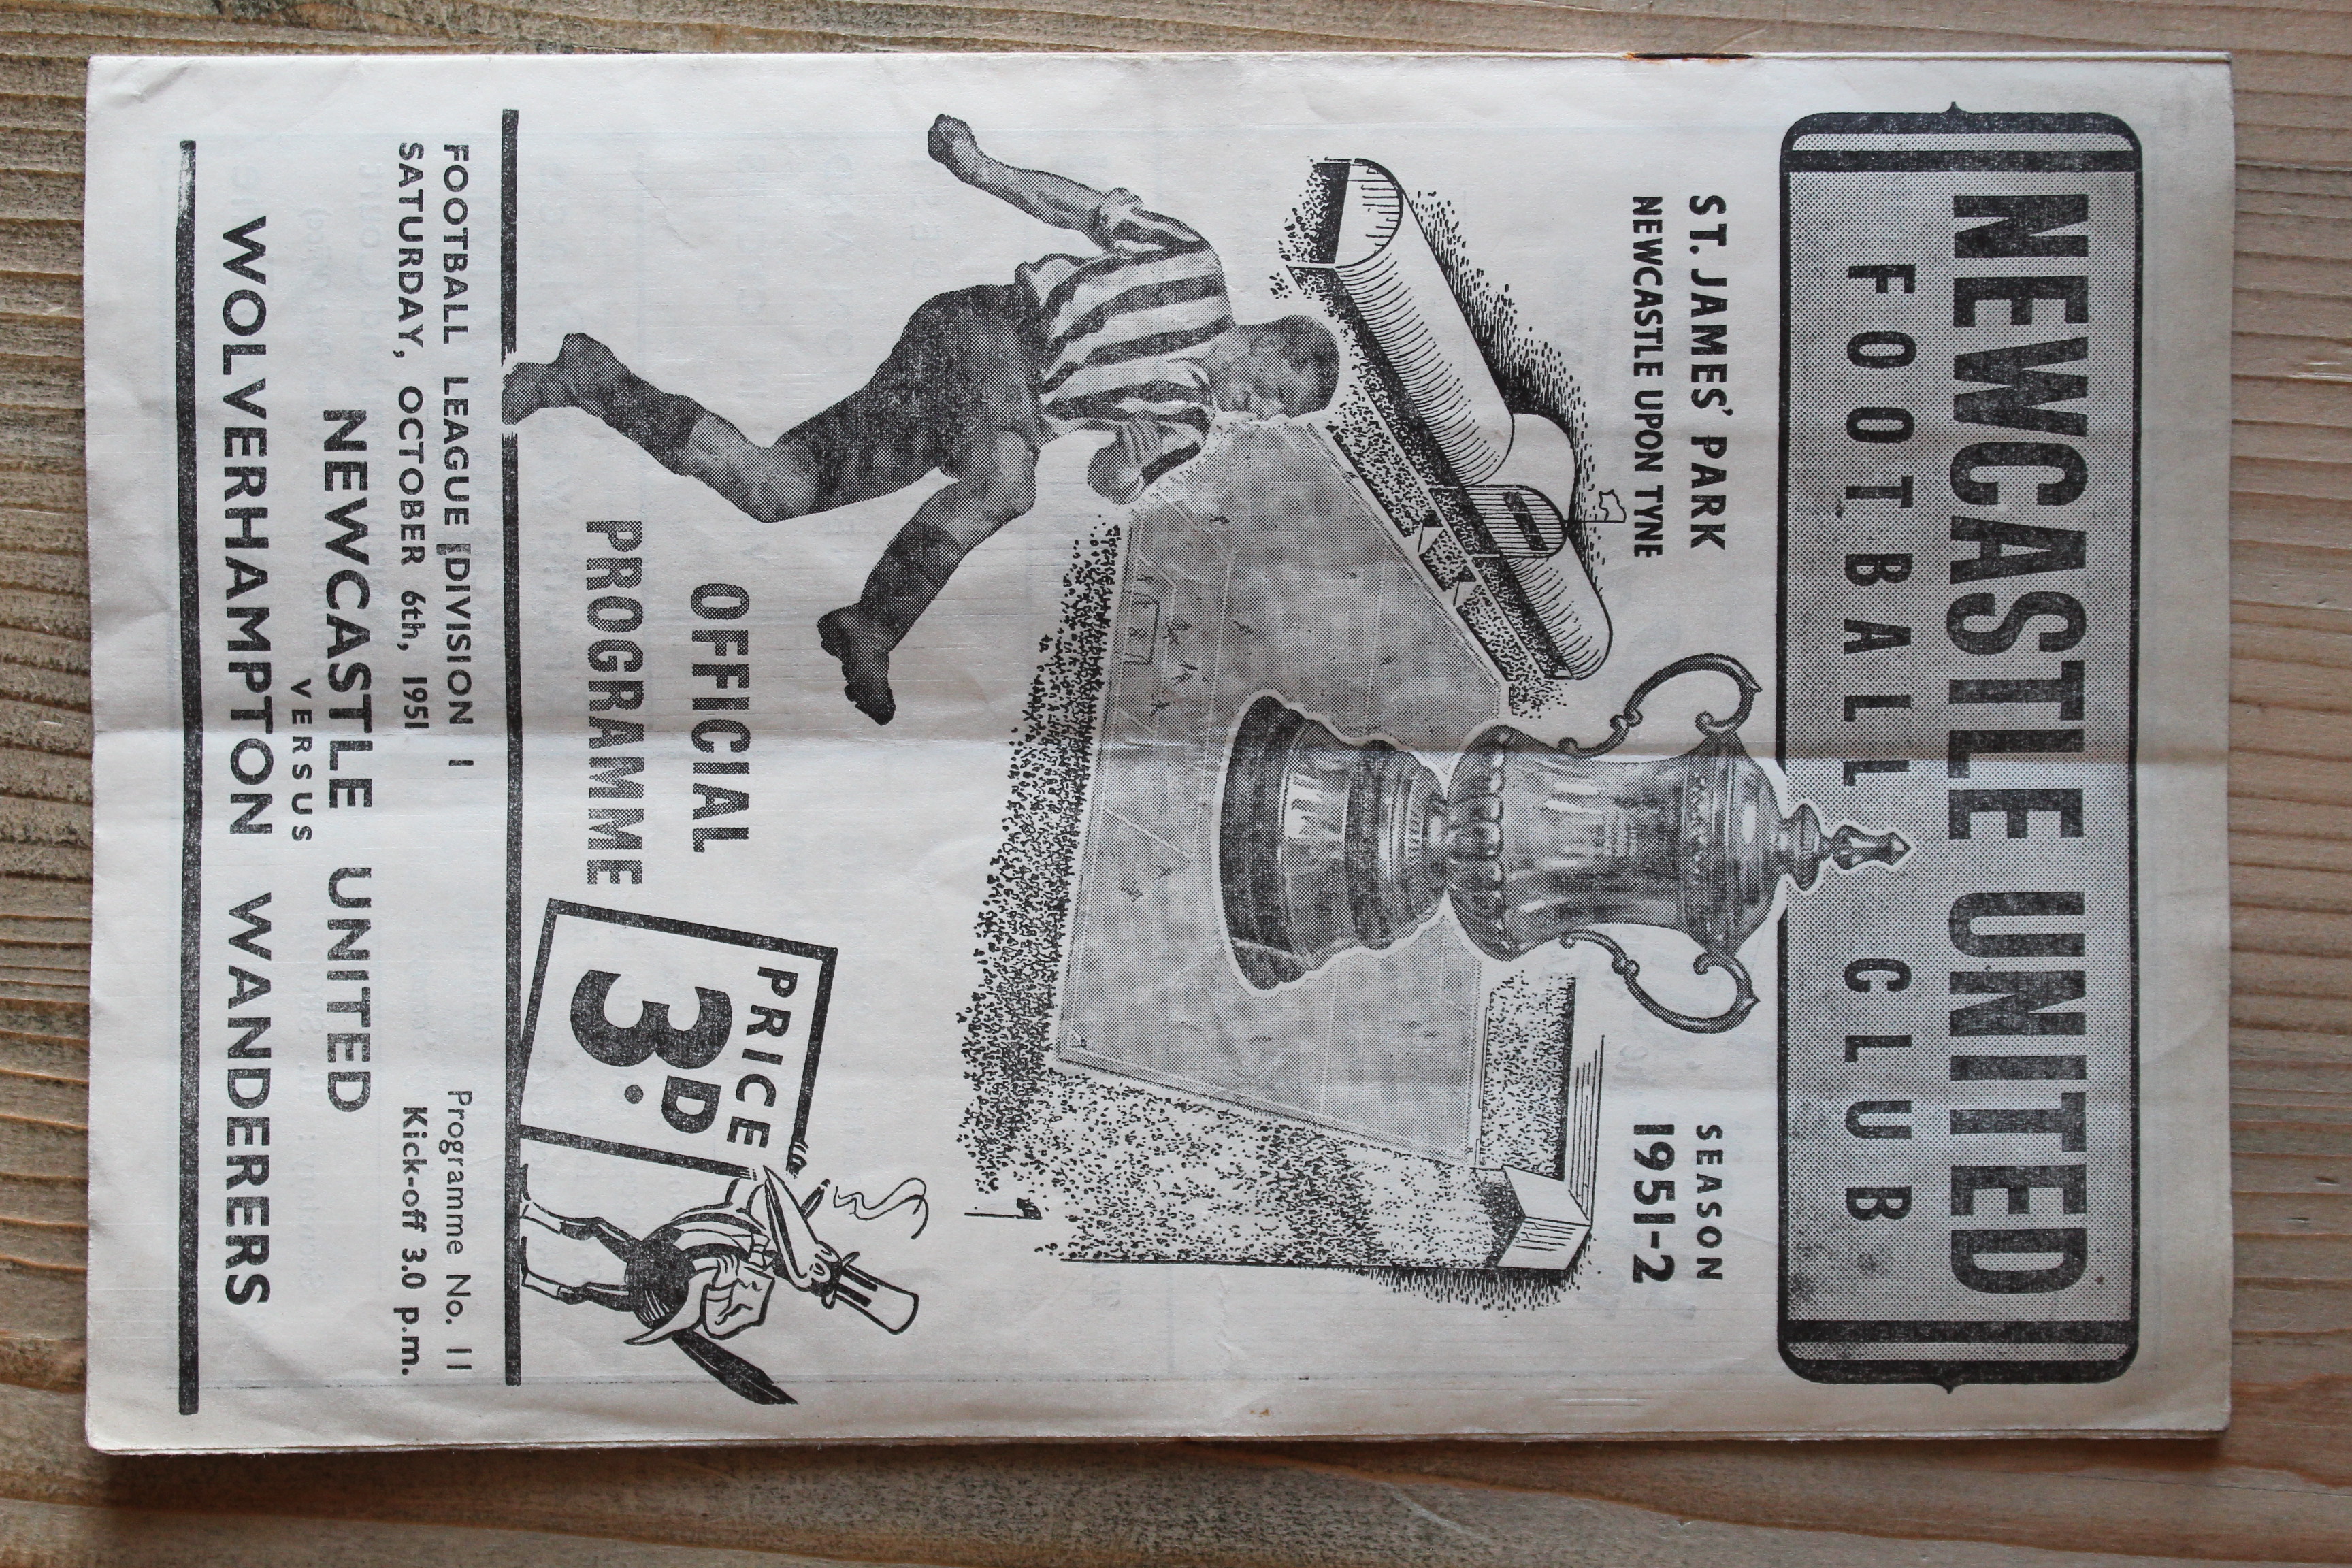 NEWCASTLE UNITED
FOOTBALL CLUB
ST. JAMES' PARK
NEWCASTLE UPON TYNE
SEASON
1951-2
OFFICIAL
PROGRAMME
PRICE
3D.
FOOTBALL LEAGUE DIVISION I
Programme No. 11
SATURDAY, OCTOBER 6th, 1951
Kick-off 3.0 p.m.
NEWCASTLE UNITED
VERSUS
WOLVERHAMPTON WANDERERS